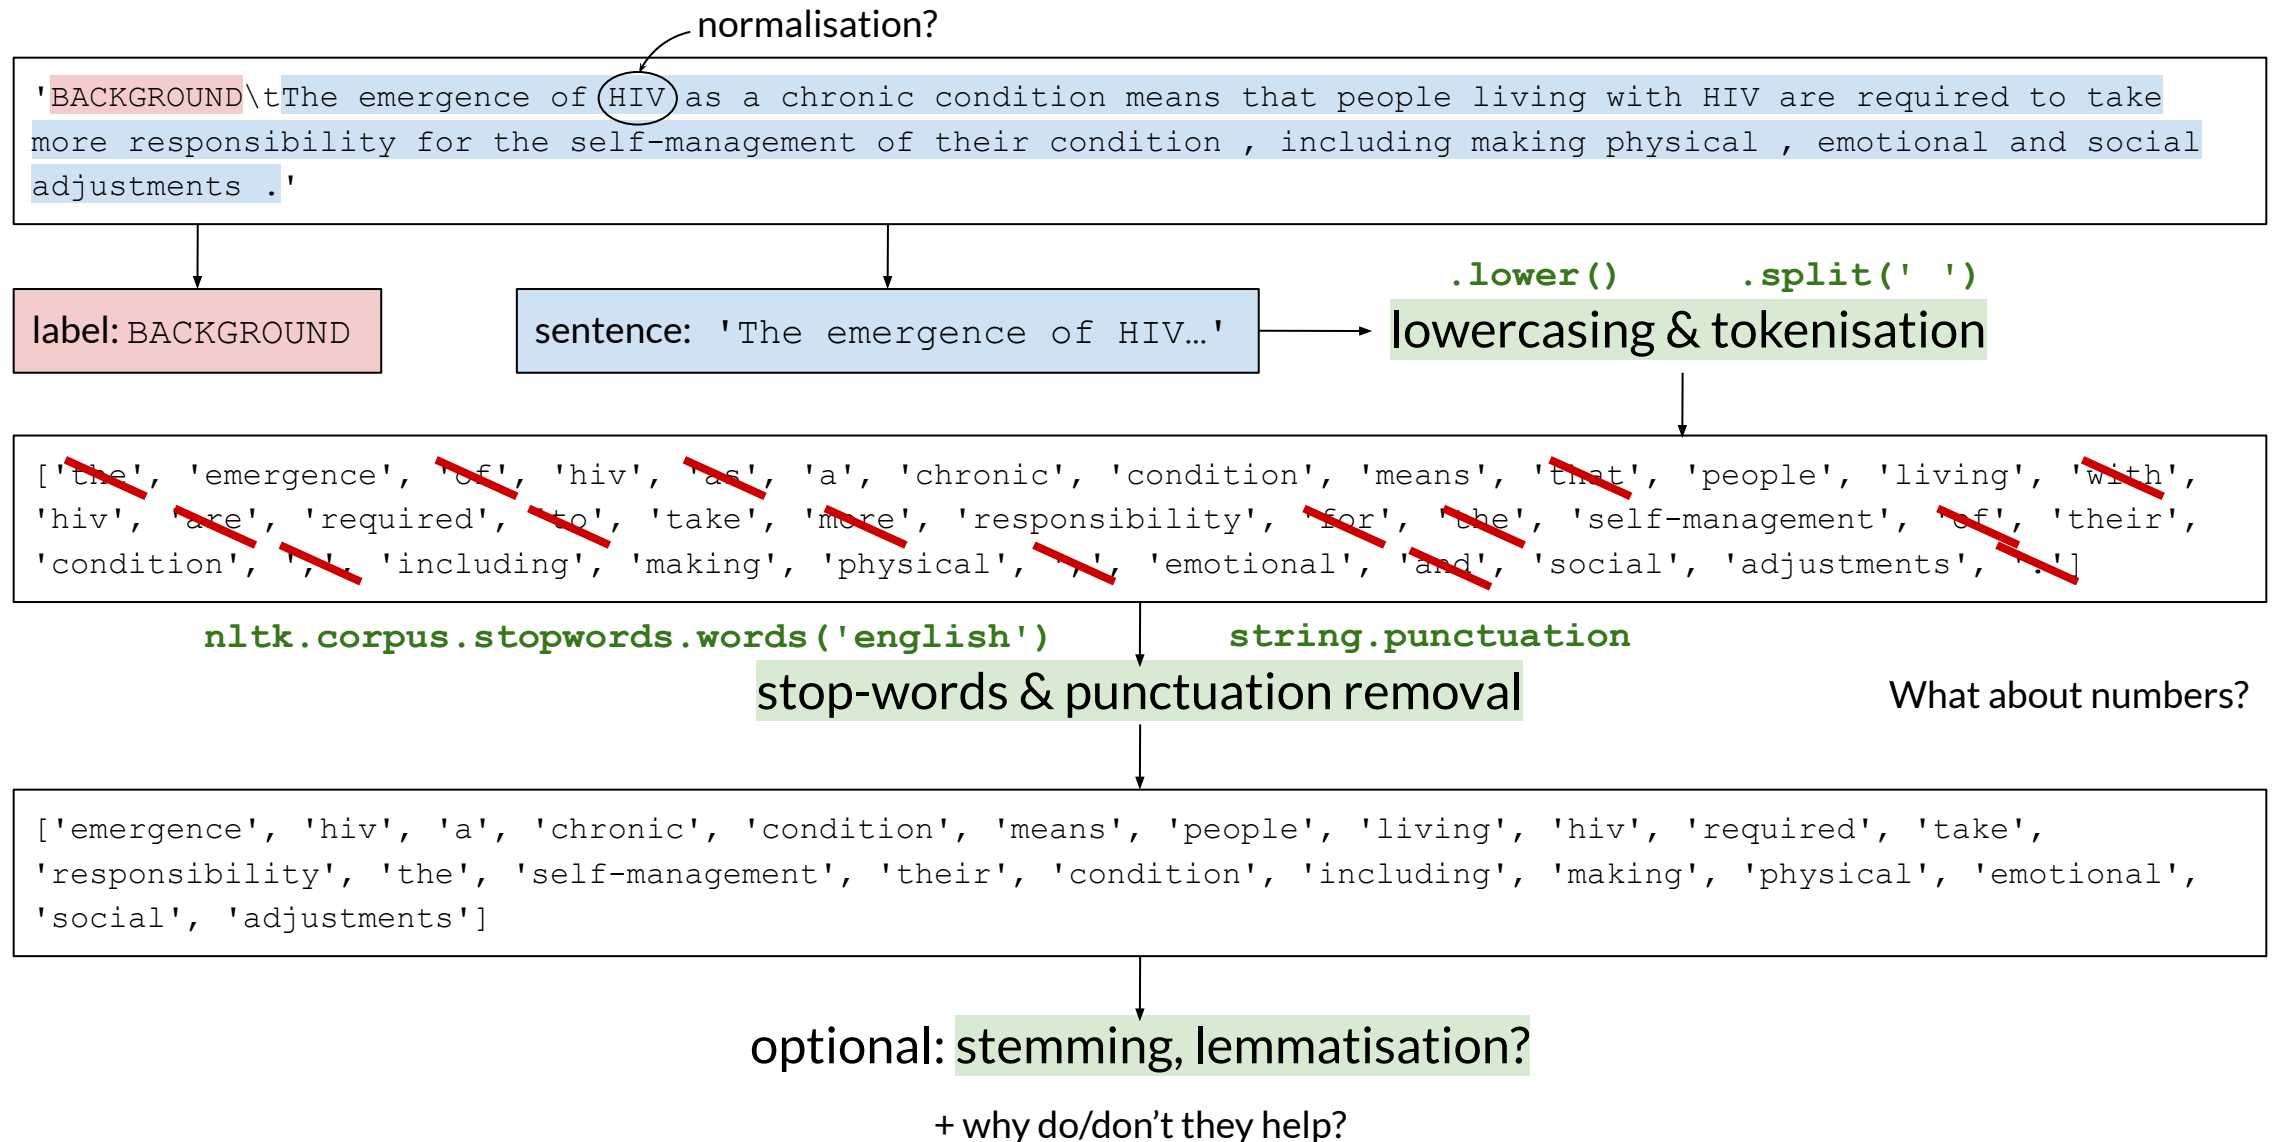 normalisation?
'BACKGROUND\tThe emergence of HIV as a chronic condition means that people living with HIV are required to take
more responsibility for the self-management of their condition , including making physical , emotional and social
adjustments .'
.lower() .split(' ')
label: BACKGROUND
sentence: 'The emergence of HIV…'
lowercasing & tokenisation
['the', 'emergence', 'of', 'hiv', 'as', 'a', 'chronic', 'condition', 'means', 'that', 'people', 'living', 'with',
'hiv', 'are', 'required', 'to', 'take', 'more', 'responsibility', 'for', 'the', 'self-management', 'of', 'their',
'condition', ',', 'including', 'making', 'physical', ',', 'emotional', 'and', 'social', 'adjustments', '.']
nltk.corpus.stopwords.words('english') string.punctuation
stop-words & punctuation removal
What about numbers?
['emergence', 'hiv', 'a', 'chronic', 'condition', 'means', 'people', 'living', 'hiv', 'required', 'take',
'responsibility', 'the', 'self-management', 'their', 'condition', 'including', 'making', 'physical', 'emotional',
'social', 'adjustments']
optional: stemming, lemmatisation?
+ why do/don't they help?